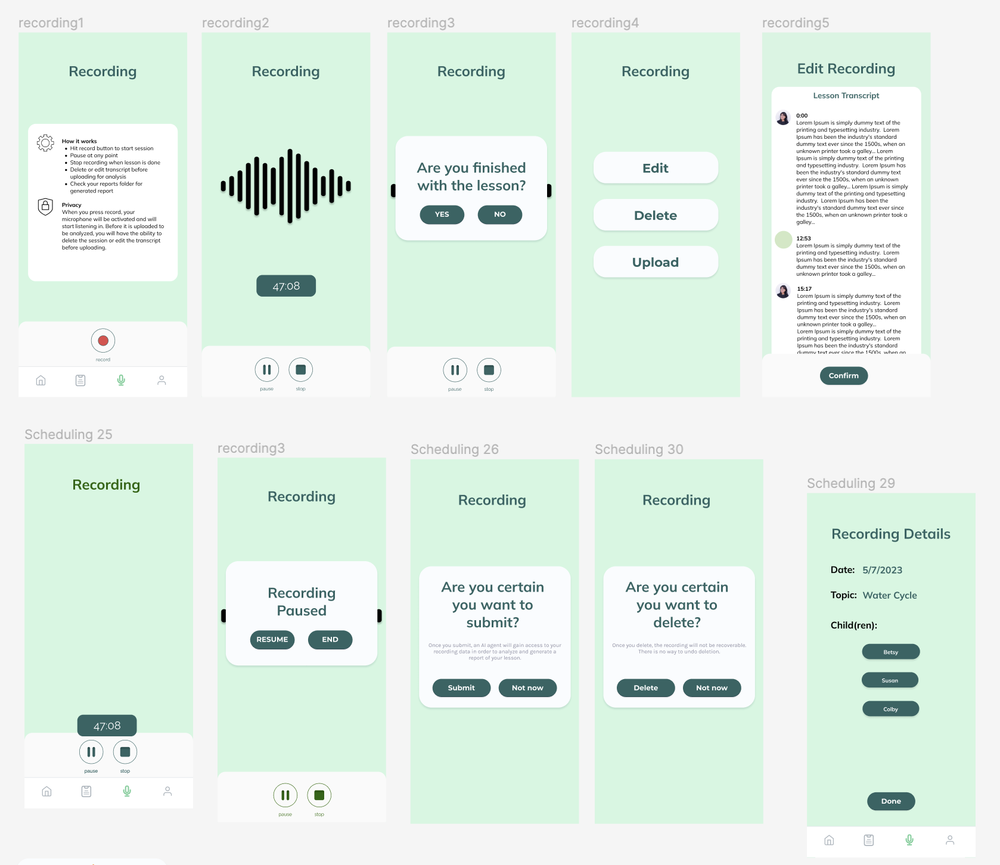 recording1
Recording
How it works
• Hit record button to start session
• Pause at any point
• Stop recording when lesson is done
• Delete or edit transcript before
uploading for analysis
• Check your reports folder for
generated report
Privacy
When you press record, your
microphone will be activated and will
start listening in. Before it is uploaded to
be analyzed, you will have the ability to
delete the session or edit the transcript
before uploading.
record
recording2
Recording
47:08
pause
stop
recording3
Recording
Are you finished
with the lesson?
YES
NO
pause
stop
recording4
Recording
Edit
Delete
Upload
recording5
Edit Recording
Lesson Transcript
0:00
Lorem Ipsum is simply dummy text of the
printing and typesetting industry. Lorem
Ipsum has been the industry's standard
dummy text ever since the 1500s, when an
unknown printer took a galley... Lorem
Ipsum is simply dummy text of the printing
and typesetting industry. Lorem Ipsum has
been the industry's standard dummy text
ever since the 1500s, when an unknown
printer took a galley... Lorem Ipsum is simply
dummy text of the printing and typesetting
industry. Lorem Ipsum has been the
industry's standard dummy text ever since
the 1500s, when an unknown printer took a
galley...
12:53
Lorem Ipsum is simply dummy text of the
printing and typesetting industry. Lorem
Ipsum has been the industry's standard
dummy text ever since the 1500s, when an
unknown printer took a galley...
15:17
Lorem Ipsum is simply dummy text of the
printing and typesetting industry. Lorem
Ipsum has been the industry's standard
dummy text ever since the 1500s, when an
unknown printer took a galley...
Lorem Ipsum is simply dummy text of the
printing and typesetting industry. Lorem
Ipsum has been the industry's standard
dummy text ever since the 1500s, when an
Confirm
Scheduling 25
Recording
47:08
pause
stop
recording3
Recording
Recording
Paused
RESUME
END
pause
stop
Scheduling 26
Recording
Are you certain
you want to
submit?
Once you submit, an AI agent will gain access to your
recording data in order to analyze and generate a
report of your lesson.
Submit
Not now
Scheduling 30
Recording
Are you certain
you want to
delete?
Once you delete, the recording will not be recoverable.
There is no way to undo deletion.
Delete
Not now
Scheduling 29
Recording Details
Date: 5/7/2023
Topic: Water Cycle
Child(ren):
Betsy
Susan
Colby
Done